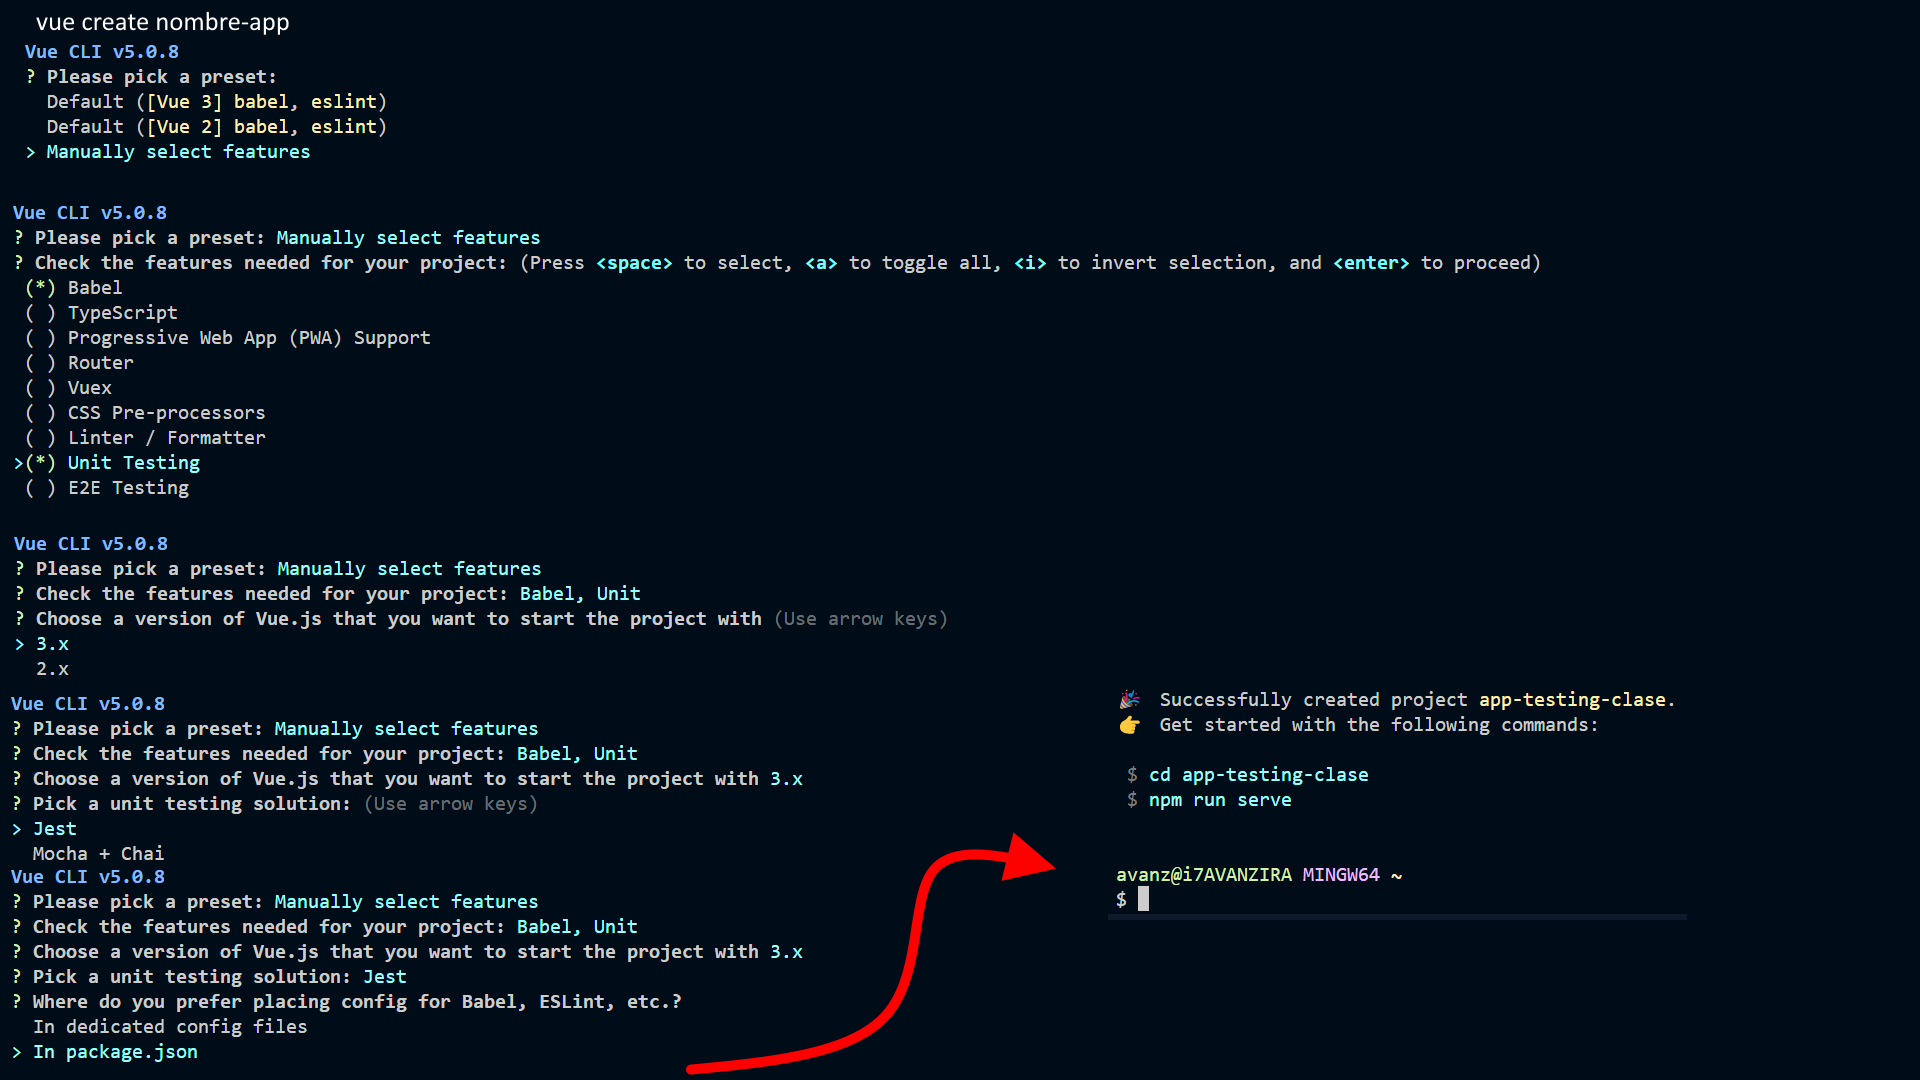 vue create nombre-app
Vue CLI v5.0.8
? Please pick a preset:
Default ([Vue 3] babel, eslint)
Default ([Vue 2] babel, eslint)
> Manually select features
Vue CLI v5.0.8
? Please pick a preset: Manually select features
? Check the features needed for your project: (Press <space> to select, <a> to toggle all, <i> to invert selection, and <enter> to proceed)
(*) Babel
( ) TypeScript
( ) Progressive Web App (PWA) Support
( ) Router
( ) Vuex
( ) CSS Pre-processors
( ) Linter / Formatter
>(*) Unit Testing
( ) E2E Testing
Vue CLI v5.0.8
? Please pick a preset: Manually select features
? Check the features needed for your project: Babel, Unit
? Choose a version of Vue.js that you want to start the project with (Use arrow keys)
> 3.x
2.x
Vue CLI v5.0.8
? Please pick a preset: Manually select features
? Check the features needed for your project: Babel, Unit
? Choose a version of Vue.js that you want to start the project with 3.x
? Pick a unit testing solution: (Use arrow keys)
> Jest
Mocha + Chai
Vue CLI v5.0.8
? Please pick a preset: Manually select features
? Check the features needed for your project: Babel, Unit
? Choose a version of Vue.js that you want to start the project with 3.x
? Pick a unit testing solution: Jest
? Where do you prefer placing config for Babel, ESLint, etc.?
In dedicated config files
> In package.json
🎉 Successfully created project app-testing-clase.
👉 Get started with the following commands:
$ cd app-testing-clase
$ npm run serve
avanz@i7AVANZIRA MINGW64 ~
$